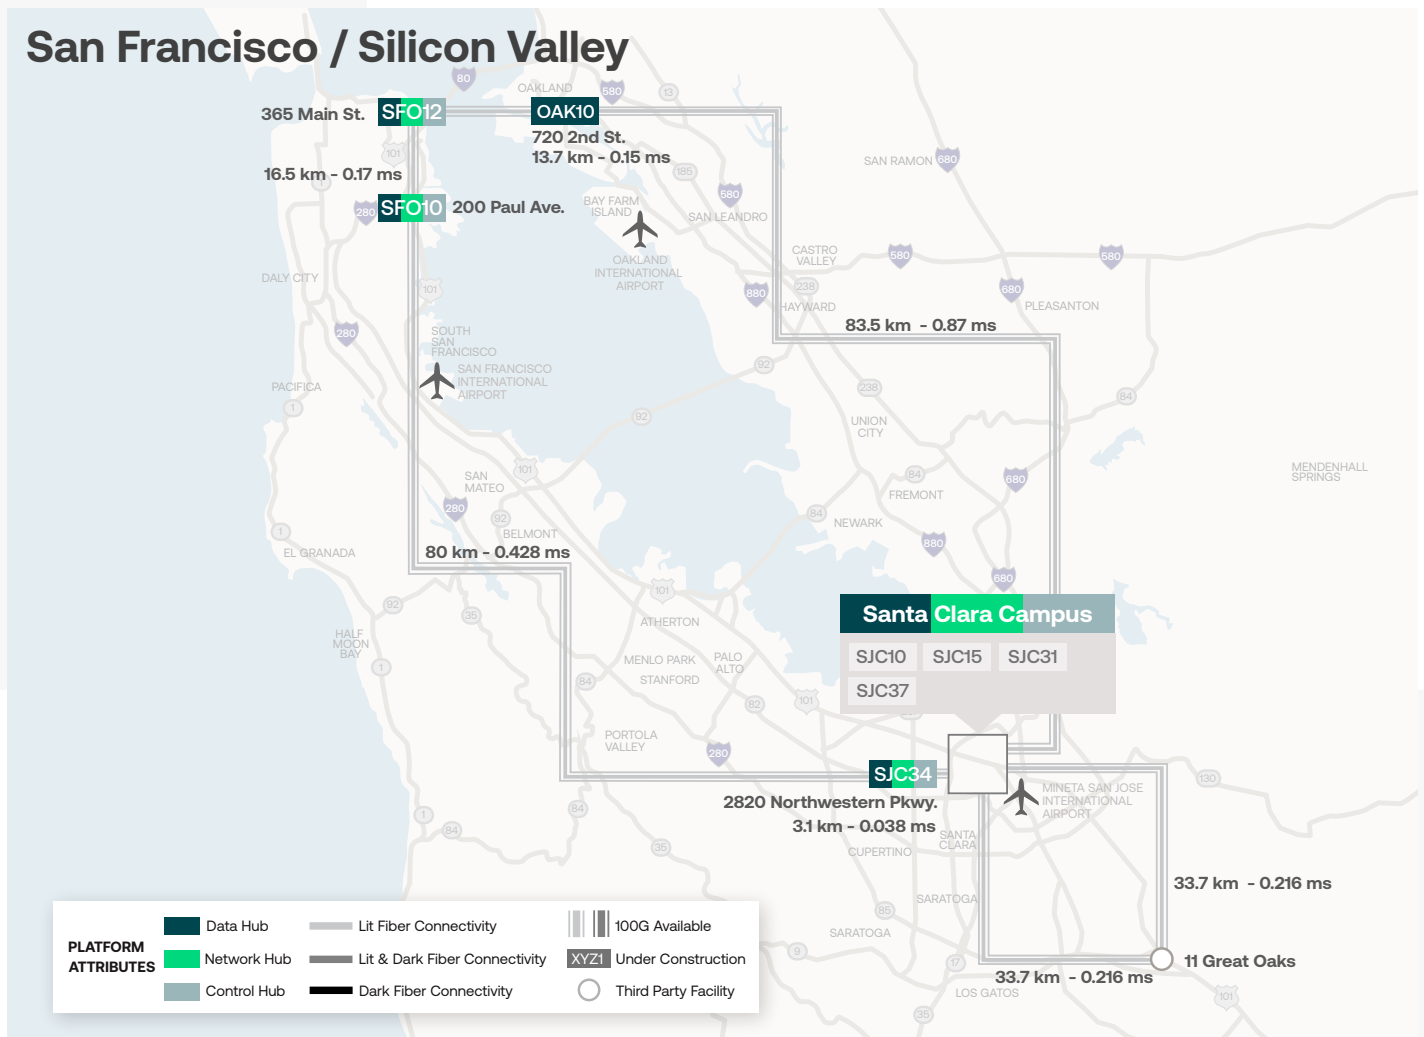 San Francisco / Silicon Valley
80
OAKLAND
580
13
365 Main St.
SFO12
OAK10
720 2nd St.
13.7 km - 0.15 ms
101
SAN RAMON
680
16.5 km - 0.17 ms
1
185
580
280
SFO10
200 Paul Ave.
BAY FARM
ISLAND
SAN LEANDRO
CASTRO
VALLEY
580
580
OAKLAND
INTERNATIONAL
AIRPORT
DALY CITY
101
880
238
HAYWARD
680
PLEASANTON
280
SOUTH
SAN
FRANCISCO
83.5 km - 0.87 ms
SAN FRANCISCO
INTERNATIONAL
AIRPORT
92
238
84
PACIFICA
1
92
UNION
CITY
101
SAN
MATEO
84
680
MENDENHALL
SPRINGS
FREMONT
280
92
84
NEWARK
1
BELMONT
880
EL GRANADA
80 km - 0.428 ms
680
101
92
35
ATHERTON
Santa Clara Campus
SJC10
SJC15
SJC31
SJC37
HALF
MOON
BAY
1
MENLO PARK
PALO
ALTO
STANFORD
84
82
101
PORTOLA
VALLEY
280
SJC34
2820 Northwestern Pkwy.
3.1 km - 0.038 ms
MINETA SAN JOSE
INTERNATIONAL
AIRPORT
130
1
84
84
35
SANTA
CLARA
CUPERTINO
33.7 km - 0.216 ms
SARATOGA
85
SARATOGA
9
17
11 Great Oaks
33.7 km - 0.216 ms
LOS GATOS
101
35
PLATFORM
ATTRIBUTES
Data Hub
Network Hub
Control Hub
Lit Fiber Connectivity
Lit & Dark Fiber Connectivity
Dark Fiber Connectivity
100G Available
XYZ1 Under Construction
Third Party Facility